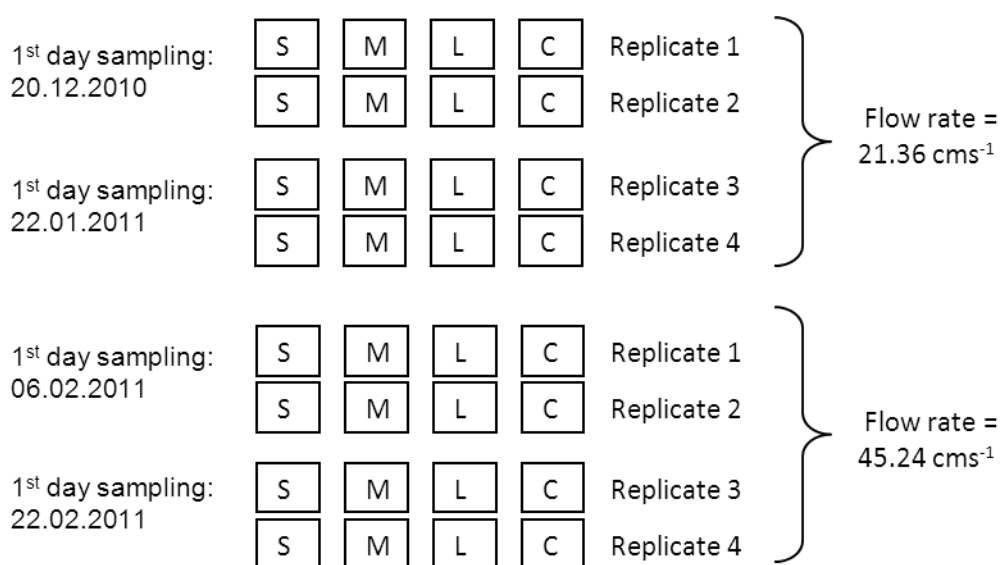 1st day sampling:
20.12.2010
S M L C Replicate 1
S M L C Replicate 2
Flow rate =
21.36 cms-1
1st day sampling:
22.01.2011
S M L C Replicate 3
S M L C Replicate 4
1st day sampling:
06.02.2011
S M L C Replicate 1
S M L C Replicate 2
Flow rate =
45.24 cms-1
1st day sampling:
22.02.2011
S M L C Replicate 3
S M L C Replicate 4